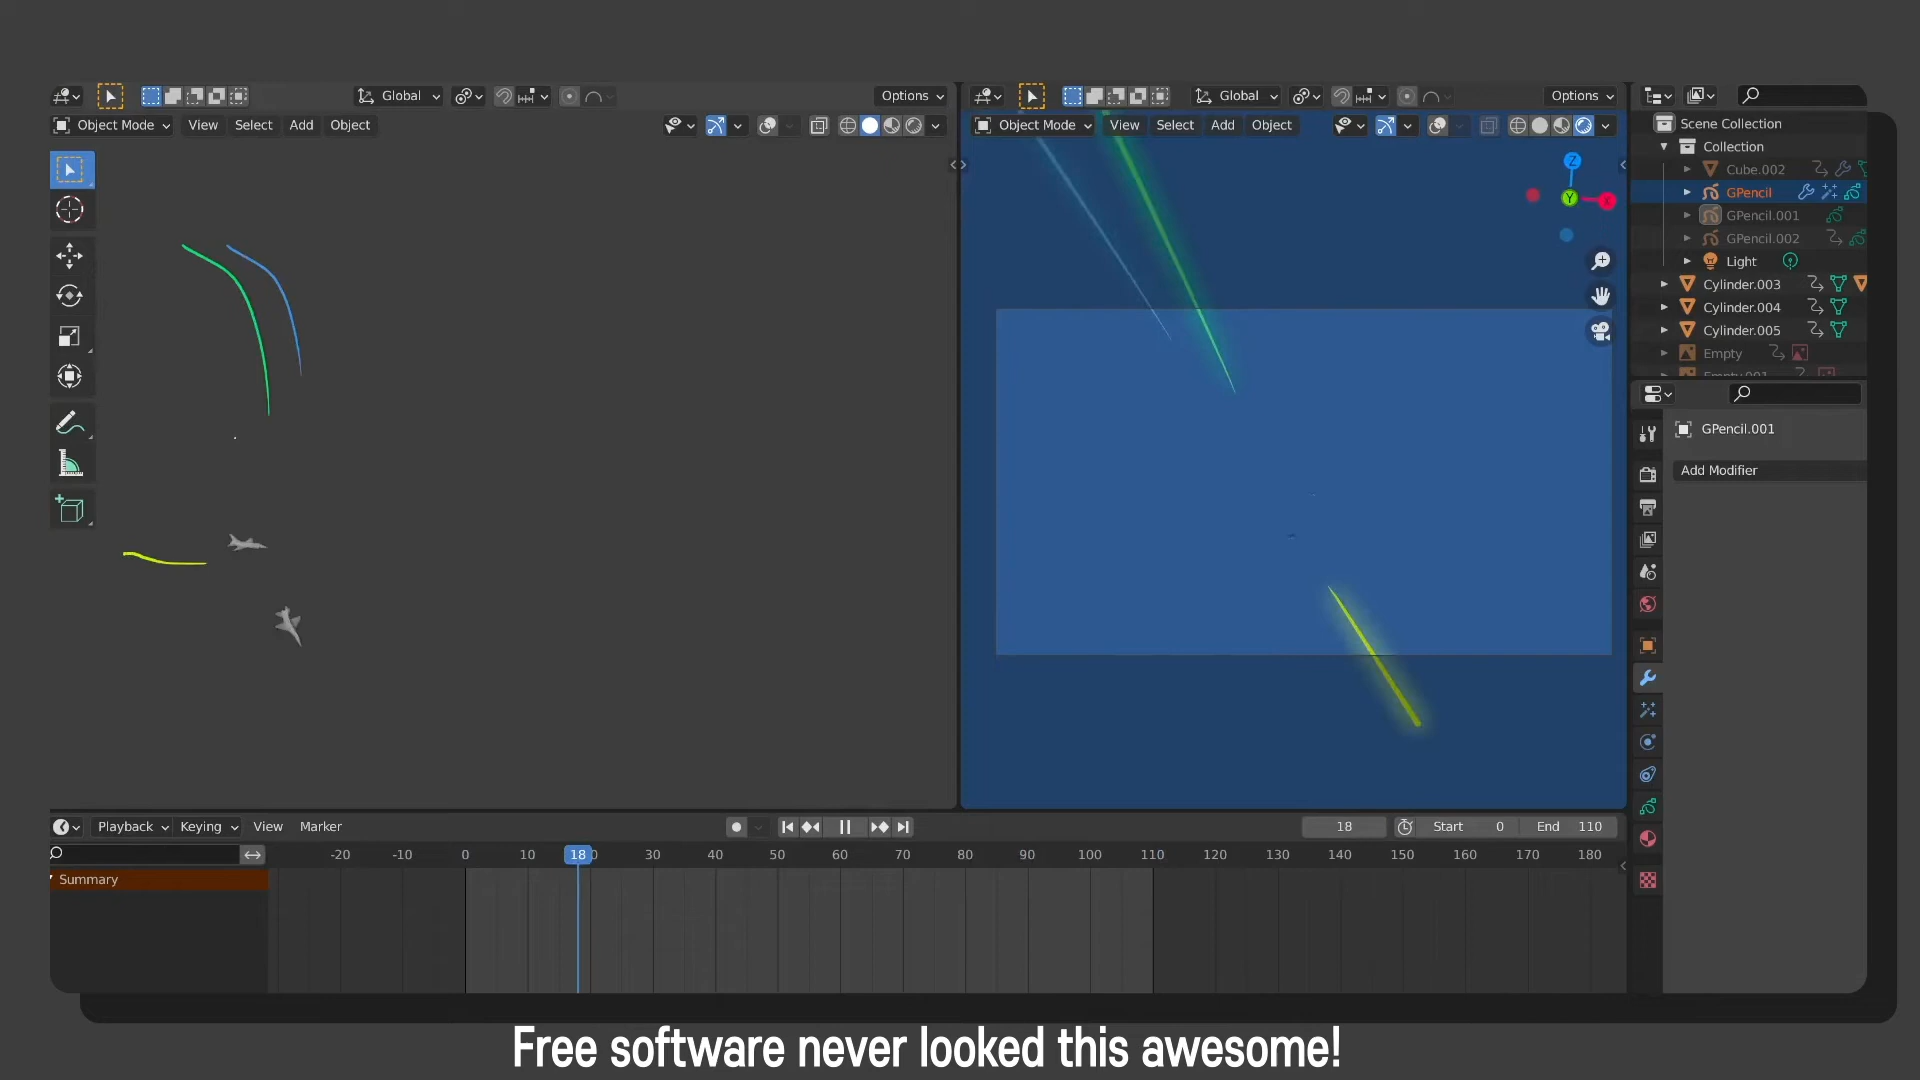 Global
Options
Global
Options
Object Mode
View
Select
Add
Object
Object Mode
View
Select
Add
Object
Z
Y
X
Scene Collection
Collection
Cube.002
GPencil
GPencil.001
GPencil.002
Light
Cylinder.003
Cylinder.004
Cylinder.005
Empty
Empty.001
GPencil.001
Add Modifier
Playback
Keying
View
Marker
18
Start
0
End
110
-20
-10
0
10
18
30
40
50
60
70
80
90
100
110
120
130
140
150
160
170
180
Summary
Free software never looked this awesome!